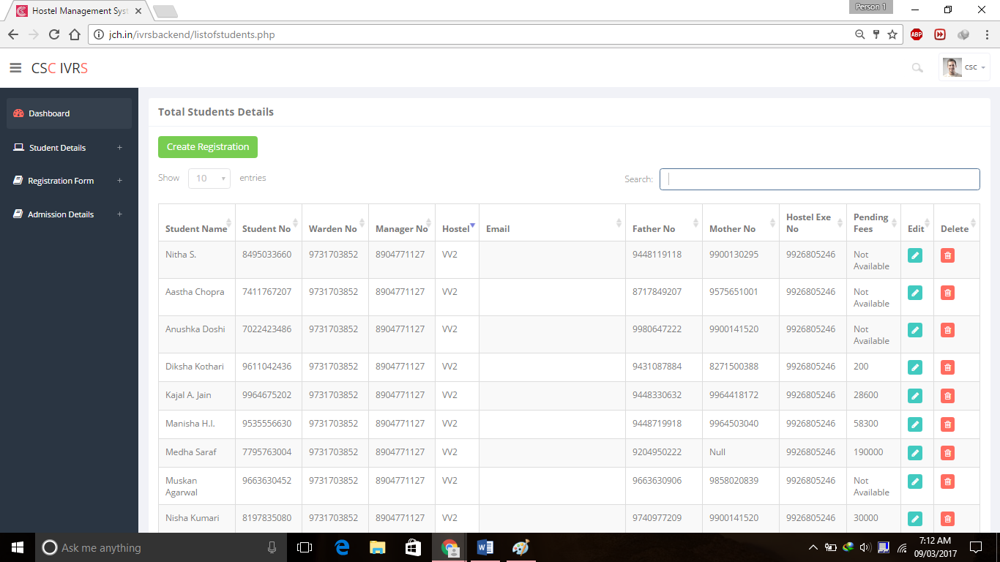 Person 1
Hostel Management Syst
jch.in/ivrsbackend/listofstudents.php
ABP
CSC IVRS
csc
Dashboard
Student Details +
Registration Form +
Admission Details +
Total Students Details
Create Registration
Show 10 entries
Search:
Student Name Student No Warden No Manager No Hostel Email Father No Mother No Hostel Exe No Pending Fees Edit Delete
Nitha S. 8495033660 9731703852 8904771127 VV2 9448119118 9900130295 9926805246 Not Available
Aastha Chopra 7411767207 9731703852 8904771127 VV2 8717849207 9575651001 9926805246 Not Available
Anushka Doshi 7022423486 9731703852 8904771127 VV2 9980647222 9900141520 9926805246 Not Available
Diksha Kothari 9611042436 9731703852 8904771127 VV2 9431087884 8271500388 9926805246 200
Kajal A. Jain 9964675202 9731703852 8904771127 VV2 9448330632 9964418172 9926805246 28600
Manisha H.I. 9535556630 9731703852 8904771127 VV2 9448719918 9964503040 9926805246 58300
Medha Saraf 7795763004 9731703852 8904771127 VV2 9204950222 Null 9926805246 190000
Muskan Agarwal 9663630452 9731703852 8904771127 VV2 9663630906 9858020839 9926805246 Not Available
Nisha Kumari 8197835080 9731703852 8904771127 VV2 9740977209 9900141520 9926805246 30000
Ask me anything
7:12 AM
09/03/2017